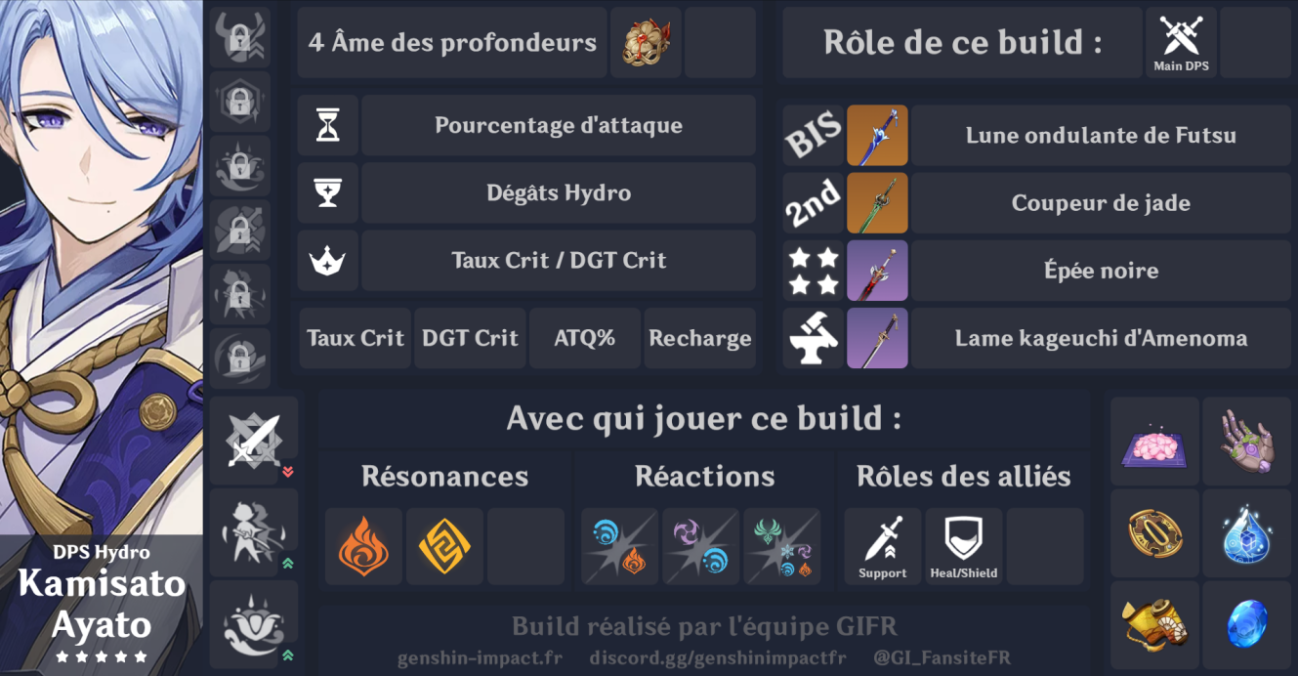 4 Âme des profondeurs
Pourcentage d'attaque
Dégâts Hydro
Taux Crit / DGT Crit
Taux Crit
DGT Crit
ATQ%
Recharge
Rôle de ce build :
Main DPS
BIS
Lune ondulante de Futsu
2nd
Coupeur de jade
Épée noire
Lame kageuchi d'Amenoma
Avec qui jouer ce build :
Résonances
Réactions
Rôles des alliés
Support
Heal/Shield
DPS Hydro
Kamisato
Ayato
Build réalisé par l'équipe GIFR
genshin-impact.fr discord.gg/genshinimpactfr @GI_FansiteFR